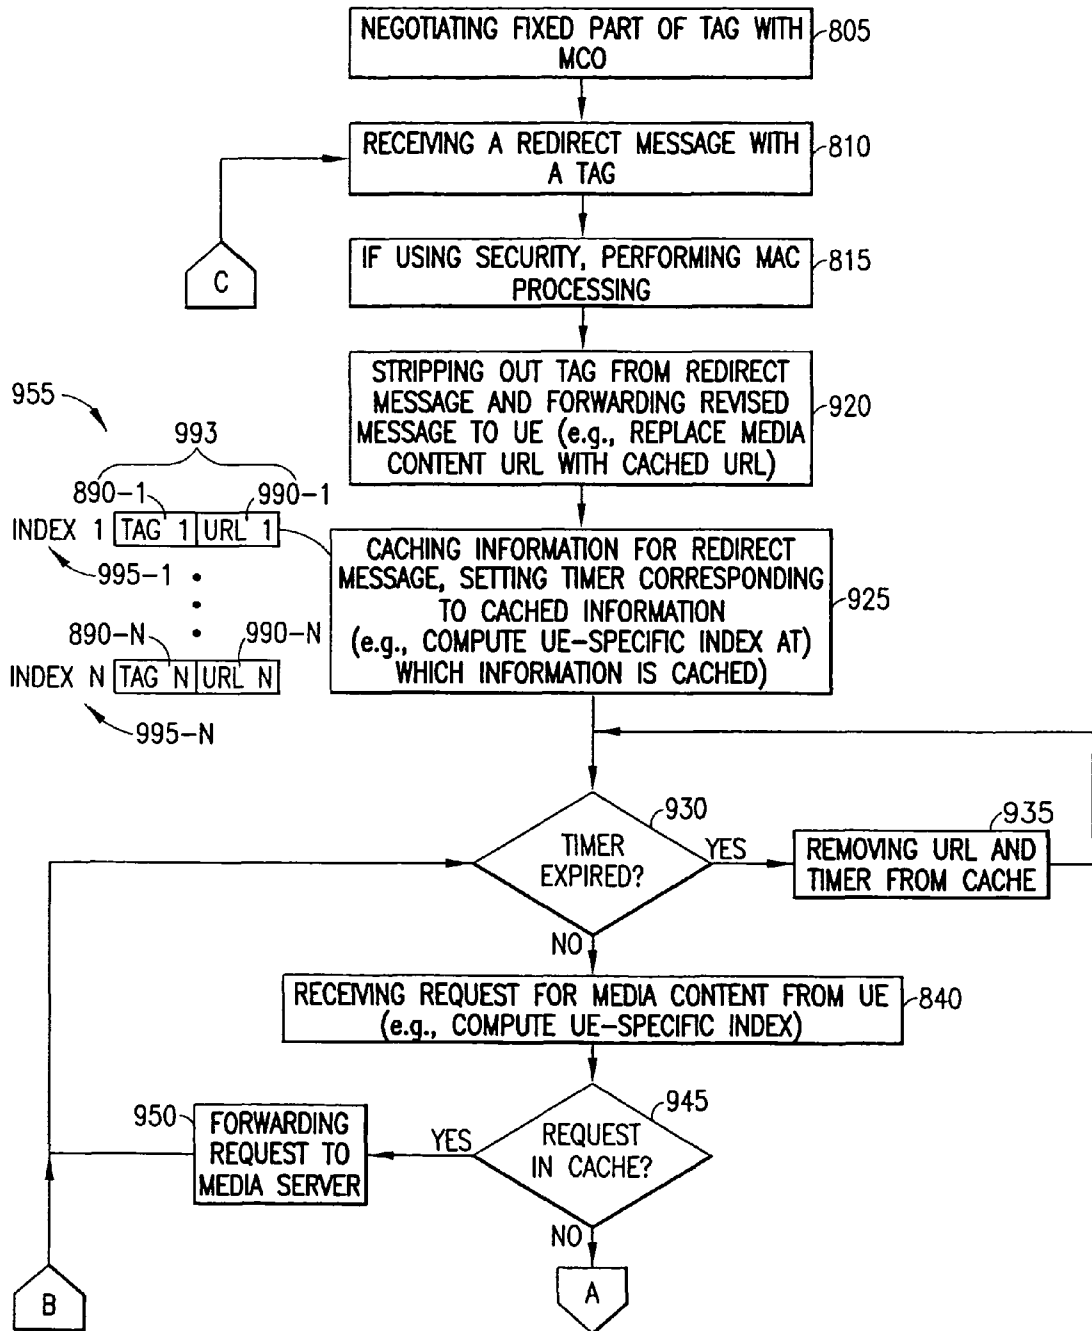 NEGOTIATING FIXED PART OF TAG WITH
MCO
805
RECEIVING A REDIRECT MESSAGE WITH
A TAG
810
C
IF USING SECURITY, PERFORMING MAC
PROCESSING
815
STRIPPING OUT TAG FROM REDIRECT
MESSAGE AND FORWARDING REVISED
MESSAGE TO UE (e.g., REPLACE MEDIA
CONTENT URL WITH CACHED URL)
920
955
993
890-1
990-1
INDEX 1 TAG 1 URL 1
995-1
890-N
990-N
INDEX N TAG N URL N
995-N
CACHING INFORMATION FOR REDIRECT
MESSAGE, SETTING TIMER CORRESPONDING
TO CACHED INFORMATION
(e.g., COMPUTE UE-SPECIFIC INDEX AT)
WHICH INFORMATION IS CACHED)
925
930
TIMER
EXPIRED?
YES
935
REMOVING URL AND
TIMER FROM CACHE
NO
RECEIVING REQUEST FOR MEDIA CONTENT FROM UE
(e.g., COMPUTE UE-SPECIFIC INDEX)
840
945
REQUEST
IN CACHE?
YES
950
FORWARDING
REQUEST TO
MEDIA SERVER
NO
B
A